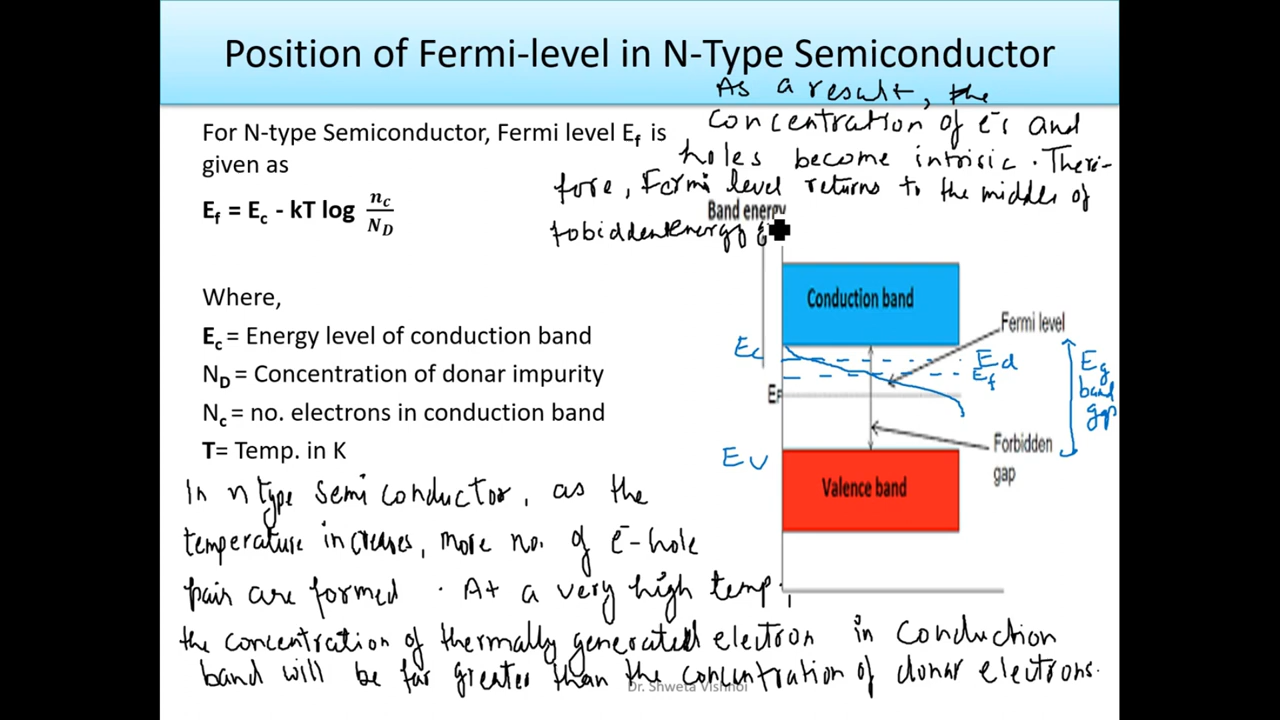 Position of Fermi-level in N-Type Semiconductor
As a result, the
concentration of e-s and
holes become intrisic. There-
fore, Fermi level returns to the middle of
fobidden energy
For N-type Semiconductor, Fermi level Ef is
given as
Ef = Ec - kT log nc/ND
Where,
Ec = Energy level of conduction band
ND = Concentration of donar impurity
Nc = no. electrons in conduction band
T= Temp. in K
Band energy
Conduction band
Fermi level
Ec
Ed
Ef
Eg
band
gap
EF
Forbidden
gap
Ev
Valence band
In n type semi conductor, as the
temperature increases, more no. of e-hole
pair are formed. At a very high temp.,
the concentration of thermally generated electron in conduction
band will be far greater than the concentration of donar electrons.
Dr. Shweta Vishnoi